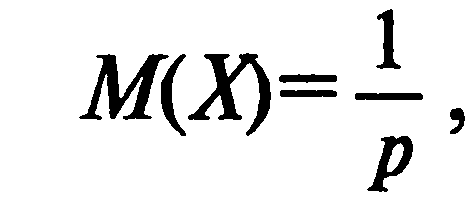 M(X) = 1/p ,